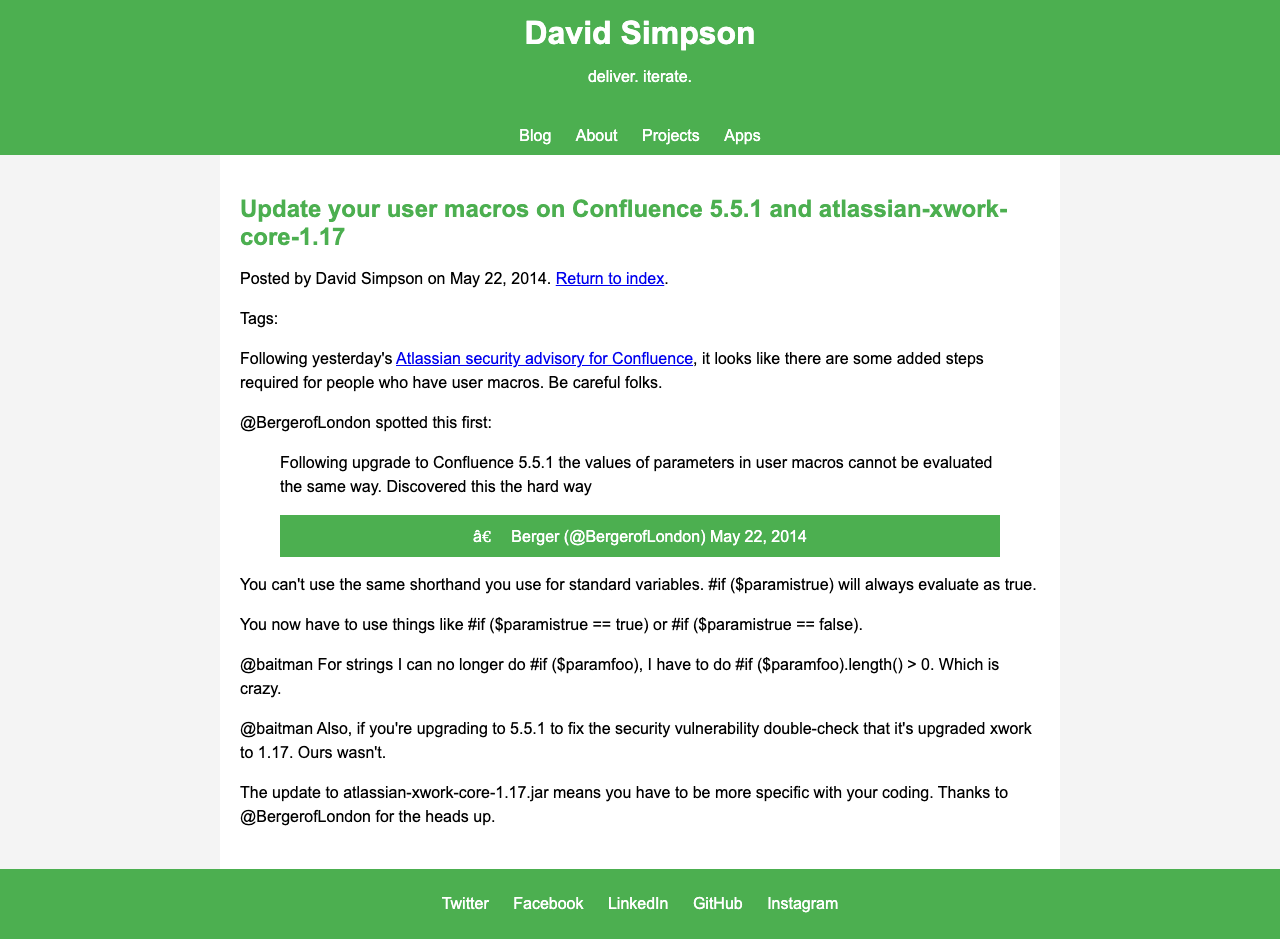 David Simpson
deliver. iterate.
Blog About Projects Apps
Update your user macros on Confluence 5.5.1 and atlassian-xwork-
core-1.17
Posted by David Simpson on May 22, 2014. Return to index.
Tags:
Following yesterday's Atlassian security advisory for Confluence, it looks like there are some added steps
required for people who have user macros. Be careful folks.
@BergerofLondon spotted this first:
Following upgrade to Confluence 5.5.1 the values of parameters in user macros cannot be evaluated
the same way. Discovered this the hard way
â€ Berger (@BergerofLondon) May 22, 2014
You can't use the same shorthand you use for standard variables. #if ($paramistrue) will always evaluate as true.
You now have to use things like #if ($paramistrue == true) or #if ($paramistrue == false).
@baitman For strings I can no longer do #if ($paramfoo), I have to do #if ($paramfoo).length() > 0. Which is
crazy.
@baitman Also, if you're upgrading to 5.5.1 to fix the security vulnerability double-check that it's upgraded xwork
to 1.17. Ours wasn't.
The update to atlassian-xwork-core-1.17.jar means you have to be more specific with your coding. Thanks to
@BergerofLondon for the heads up.
Twitter Facebook LinkedIn GitHub Instagram